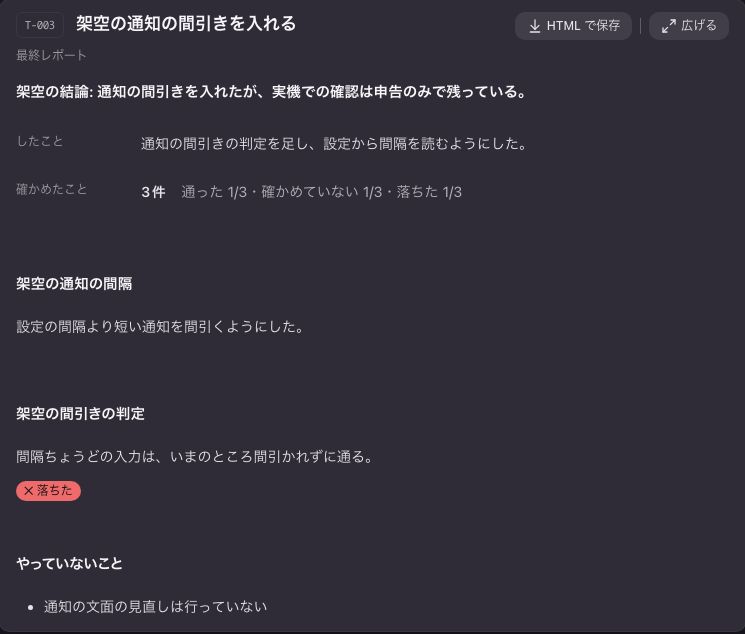 T-003 架空の通知の間引きを入れる HTML で保存 広げる
最終レポート
架空の結論: 通知の間引きを入れたが、実機での確認は申告のみで残っている。
したこと 通知の間引きの判定を足し、設定から間隔を読むようにした。
確かめたこと 3 件 通った 1/3・確かめていない 1/3・落ちた 1/3
架空の通知の間隔
設定の間隔より短い通知を間引くようにした。
架空の間引きの判定
間隔ちょうどの入力は、いまのところ間引かれずに通る。
× 落ちた
やっていないこと
• 通知の文面の見直しは行っていない